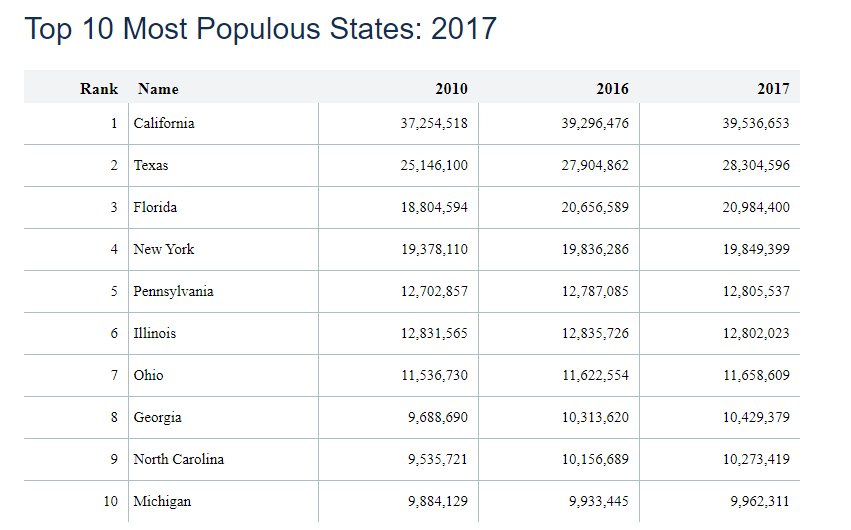 Top 10 Most Populous States: 2017
Rank Name 2010 2016 2017
1 California 37,254,518 39,296,476 39,536,653
2 Texas 25,146,100 27,904,862 28,304,596
3 Florida 18,804,594 20,656,589 20,984,400
4 New York 19,378,110 19,836,286 19,849,399
5 Pennsylvania 12,702,857 12,787,085 12,805,537
6 Illinois 12,831,565 12,835,726 12,802,023
7 Ohio 11,536,730 11,622,554 11,658,609
8 Georgia 9,688,690 10,313,620 10,429,379
9 North Carolina 9,535,721 10,156,689 10,273,419
10 Michigan 9,884,129 9,933,445 9,962,311